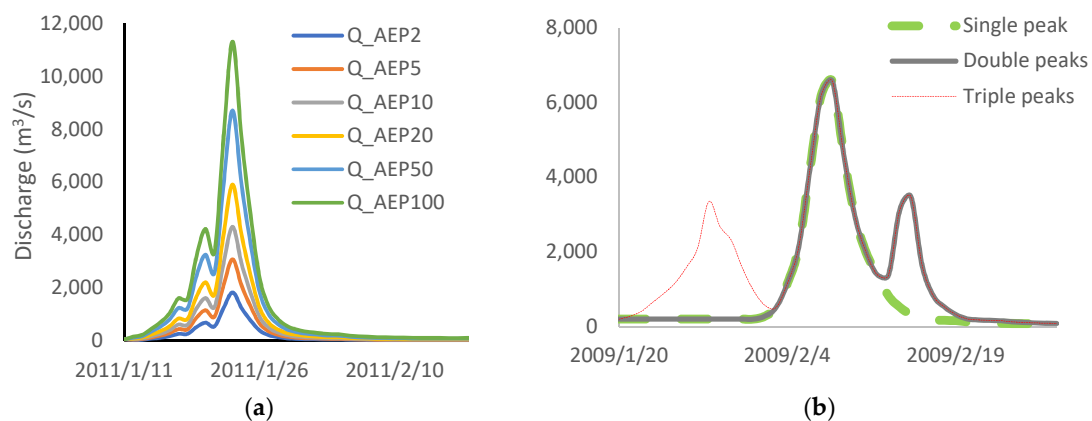 12,000
10,000
8,000
6,000
4,000
2,000
0
Discharge (m³/s)
Q_AEP2
Q_AEP5
Q_AEP10
Q_AEP20
Q_AEP50
Q_AEP100
2011/1/11
2011/1/26
2011/2/10
(a)
8,000
6,000
4,000
2,000
0
Single peak
Double peaks
Triple peaks
2009/1/20
2009/2/4
2009/2/19
(b)